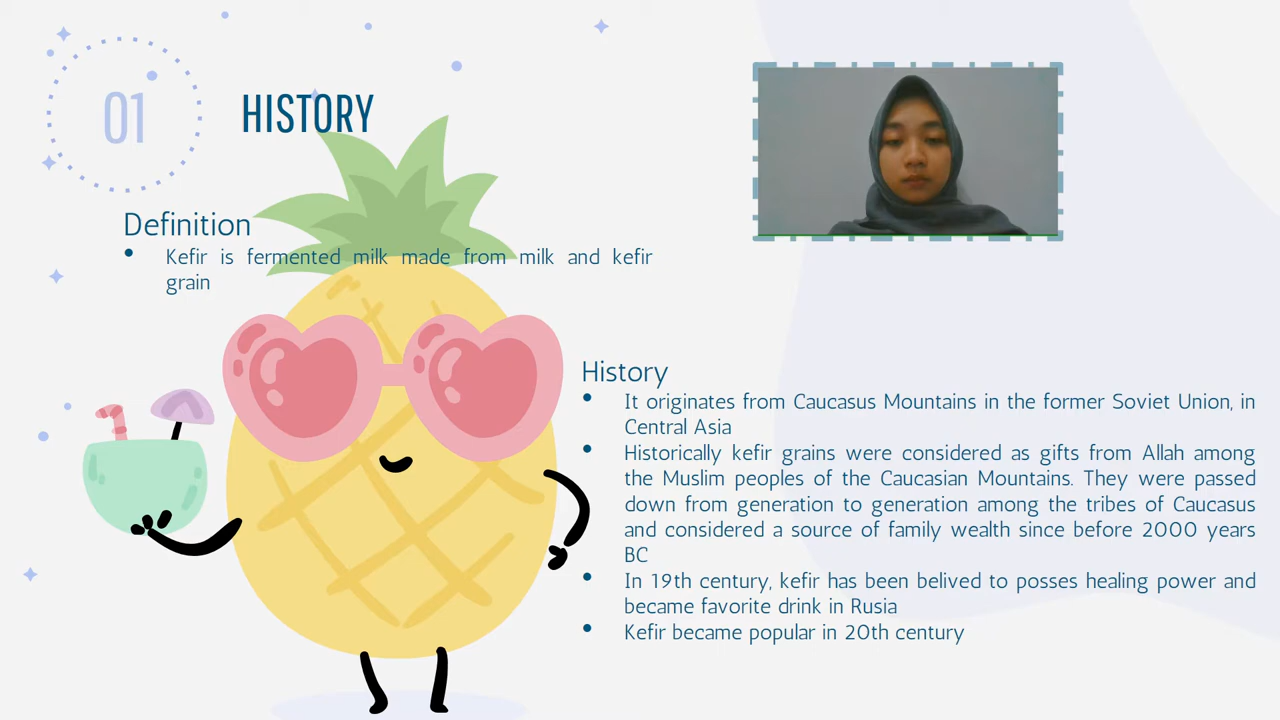 01
HISTORY
Definition
• Kefir is fermented milk made from milk and kefir
grain
History
• It originates from Caucasus Mountains in the former Soviet Union, in
Central Asia
• Historically kefir grains were considered as gifts from Allah among
the Muslim peoples of the Caucasian Mountains. They were passed
down from generation to generation among the tribes of Caucasus
and considered a source of family wealth since before 2000 years
BC
• In 19th century, kefir has been belived to posses healing power and
became favorite drink in Rusia
• Kefir became popular in 20th century